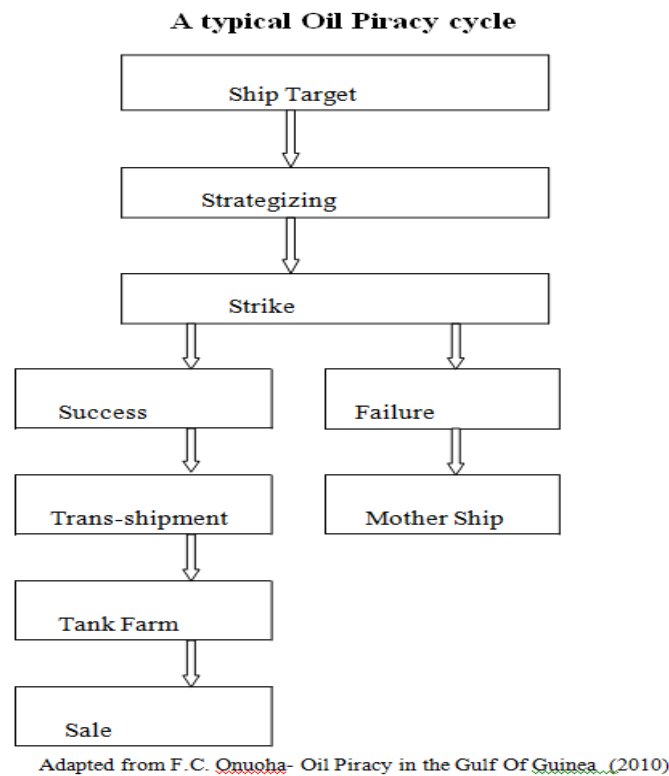 A typical Oil Piracy cycle
Ship Target
Strategizing
Strike
Success
Failure
Trans-shipment
Mother Ship
Tank Farm
Sale
Adapted from F.C. Onuoha- Oil Piracy in the Gulf Of Guinea (2010)